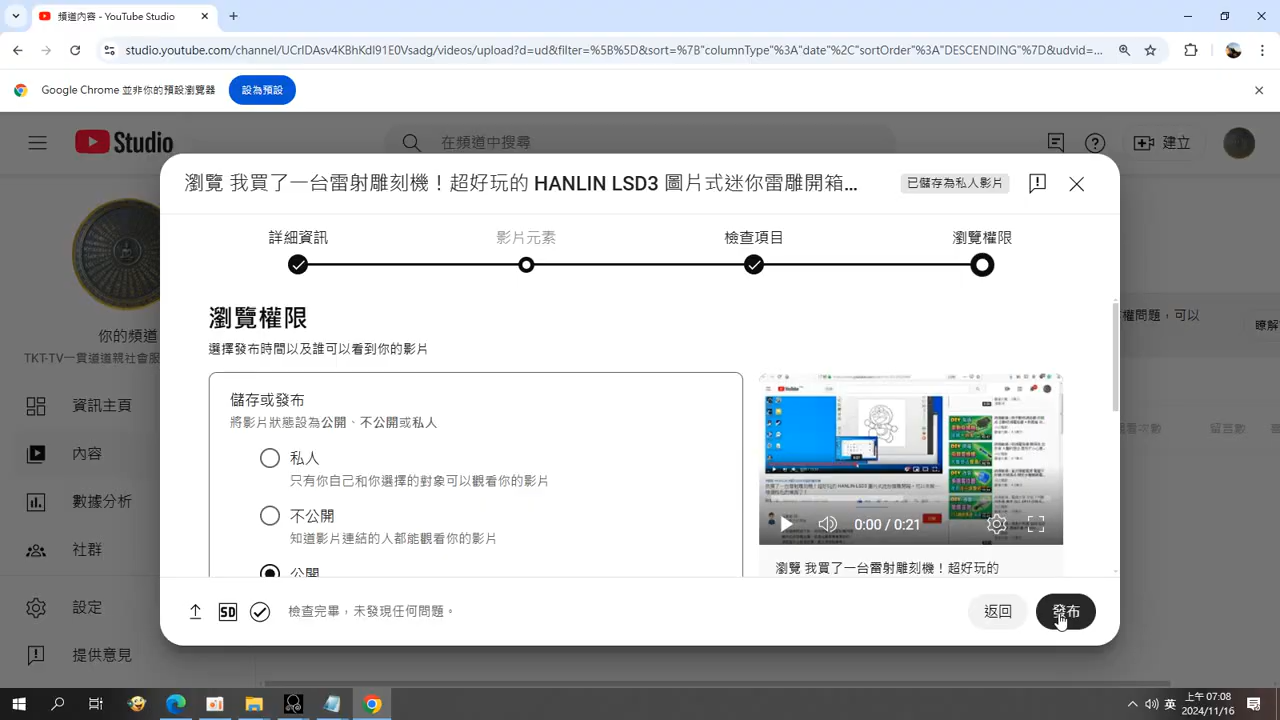 頻道內容 - YouTube Studio
studio.youtube.com/channel/UCrIDAsv4KBhKdI91E0Vsadg/videos/upload?d=ud&filter=%5B%5D&sort=%7B"columnType"%3A"date"%2C"sortOrder"%3A"DESCENDING"%7D&udvid=...
Google Chrome 並非你的預設瀏覽器
設為預設
Studio
在頻道中搜尋
建立
瀏覽 我買了一台雷射雕刻機！超好玩的 HANLIN LSD3 圖片式迷你雷雕開箱...
已儲存為私人影片
詳細資訊
影片元素
檢查項目
瀏覽權限
瀏覽權限
選擇發布時間以及誰可以看到你的影片
儲存或發布
將影片狀態設為公開、不公開或私人
私人
只有你自己和你選擇的對象可以觀看你的影片
不公開
知道影片連結的人都能觀看你的影片
公開
0:00 / 0:21
瀏覽 我買了一台雷射雕刻機！超好玩的
SD
檢查完畢，未發現任何問題。
返回
發布
你的頻道
TKT-TV一貫道道親社會服
資訊主頁
內容
數據分析
社群
設定
提供意見
權問題，可以
瞭解
留言數
英
上午 07:08
2024/11/16